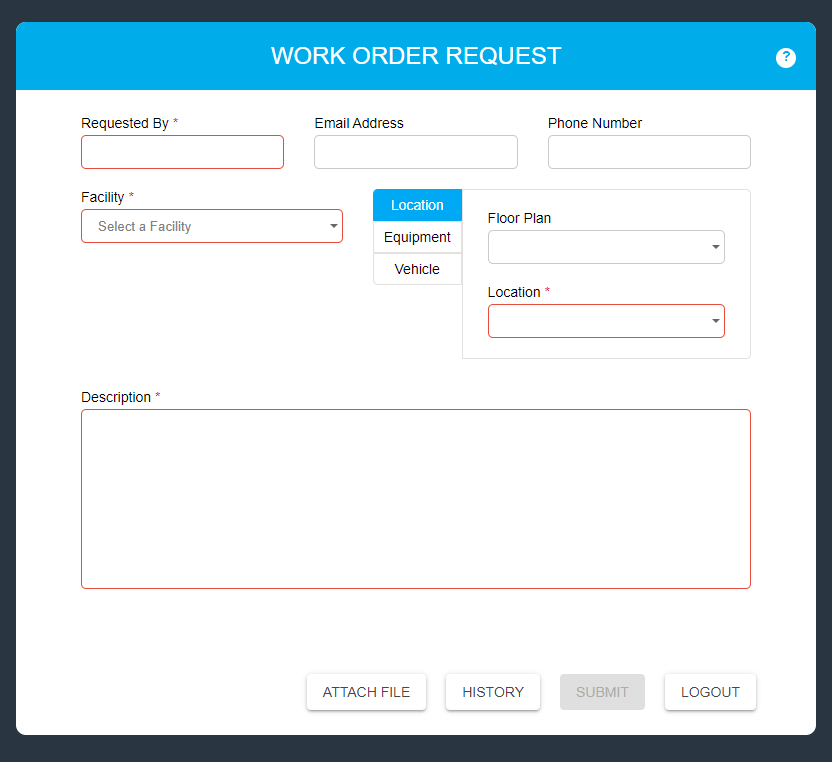 WORK ORDER REQUEST
?
Requested By *
Email Address
Phone Number
Facility *
Select a Facility
Location
Equipment
Vehicle
Floor Plan
Location *
Description *
ATTACH FILE
HISTORY
SUBMIT
LOGOUT